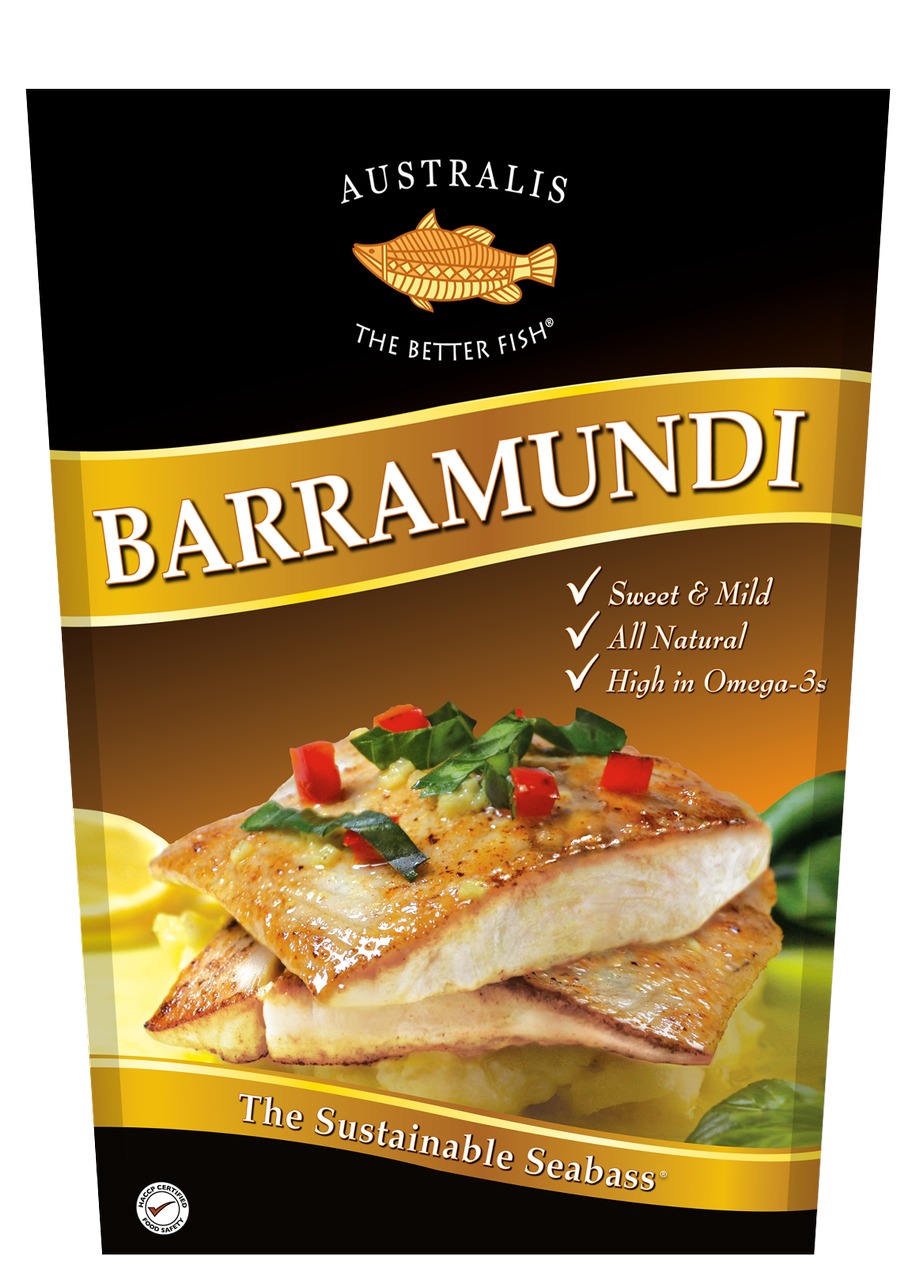 AUSTRALIS
THE BETTER FISH®
BARRAMUNDI
✓ Sweet & Mild
✓ All Natural
✓ High in Omega-3s
The Sustainable Seabass®
HACCP CERTIFIED
FOOD SAFETY